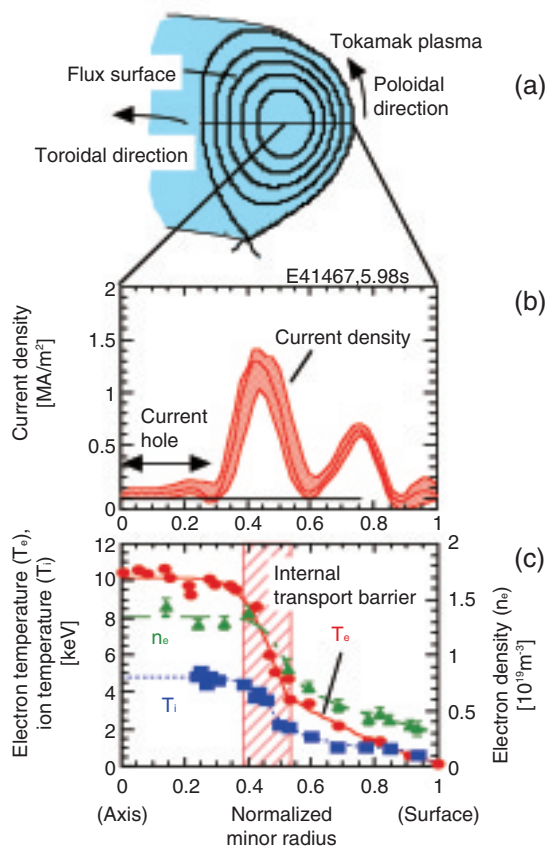 Tokamak plasma
(a)
Flux surface
Poloidal
direction
Toroidal direction
E41467,5.98s
(b)
2
1.5
1
0.5
0
Current density
[MA/m²]
Current density
Current
hole
0 0.2 0.4 0.6 0.8 1
(c)
12
10
8
6
4
2
0
Electron temperature (Te),
ion temperature (Ti)
[keV]
Internal
transport barrier
Te
ne
Ti
2
1.5
1
0.5
0
Electron density (ne)
[10¹⁹m⁻³]
0 0.2 0.4 0.6 0.8 1
(Axis) Normalized (Surface)
minor radius